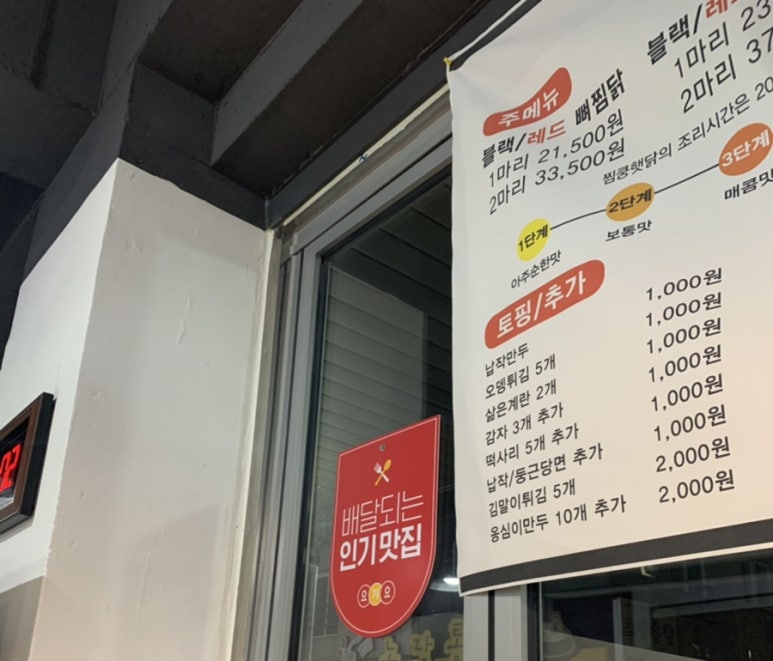 주메뉴
블랙/레드 뼈찜닭
1마리 21,500원
2마리 33,500원
블랙/레
1마리 23
2마리 37
찜쿵햇닭의 조리시간은 20
1단계
아주순한맛
2단계
보통맛
3단계
매콤맛
토핑/추가
납작만두 1,000원
오뎅튀김 5개 1,000원
삶은계란 2개 1,000원
감자 3개 추가 1,000원
떡사리 5개 추가 1,000원
납작/둥근당면 추가 1,000원
김말이튀김 5개 2,000원
옹심이만두 10개 추가 2,000원
배달되는
인기맛집
요기요